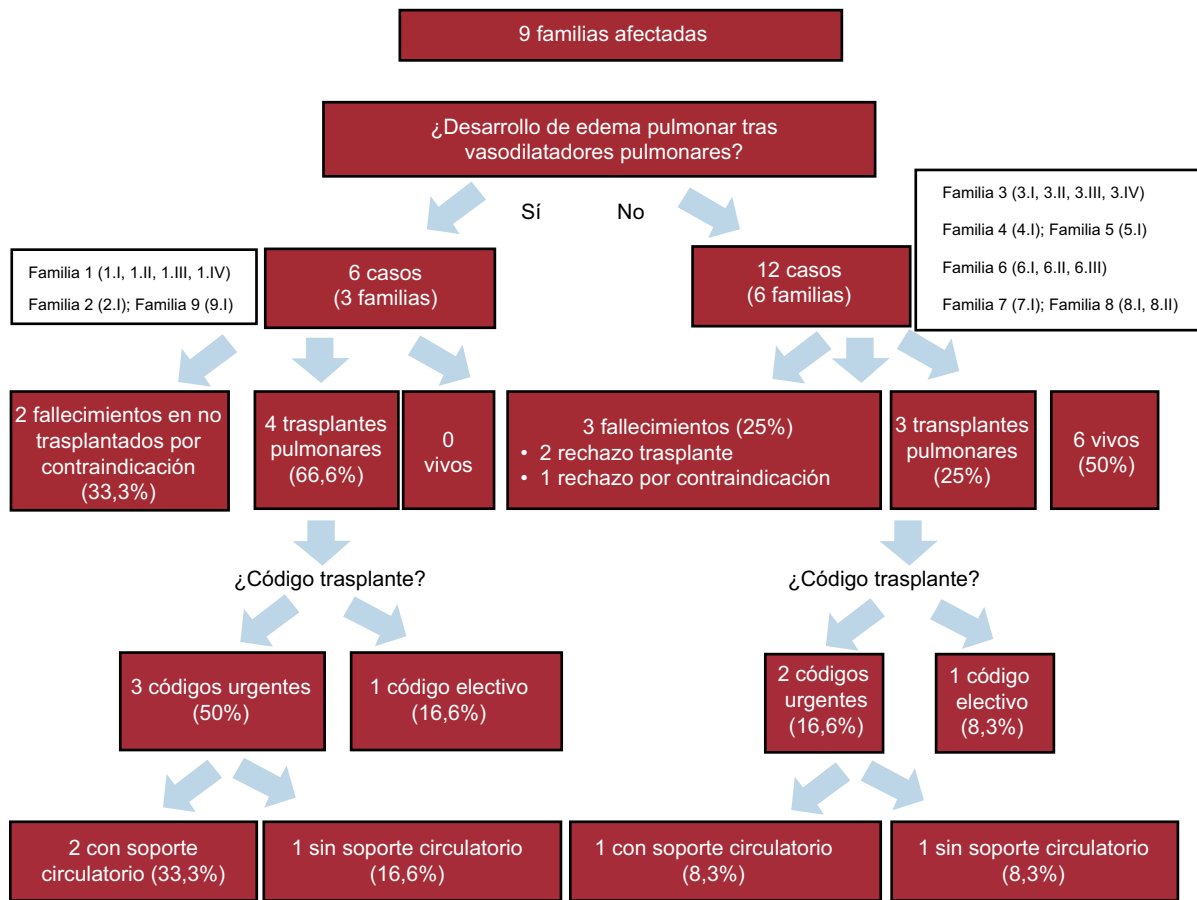 9 familias afectadas
¿Desarrollo de edema pulmonar tras
vasodilatadores pulmonares?
Sí
No
Familia 1 (1.I, 1.II, 1.III, 1.IV)
Familia 2 (2.I); Familia 9 (9.I)
6 casos
(3 familias)
12 casos
(6 familias)
Familia 3 (3.I, 3.II, 3.III, 3.IV)
Familia 4 (4.I); Familia 5 (5.I)
Familia 6 (6.I, 6.II, 6.III)
Familia 7 (7.I); Familia 8 (8.I, 8.II)
2 fallecimientos en no
trasplantados por
contraindicación
(33,3%)
4 trasplantes
pulmonares
(66,6%)
0
vivos
3 fallecimientos (25%)
• 2 rechazo trasplante
• 1 rechazo por contraindicación
3 transplantes
pulmonares
(25%)
6 vivos
(50%)
¿Código trasplante?
¿Código trasplante?
3 códigos urgentes
(50%)
1 código electivo
(16,6%)
2 códigos
urgentes
(16,6%)
1 código
electivo
(8,3%)
2 con soporte
circulatorio (33,3%)
1 sin soporte circulatorio
(16,6%)
1 con soporte circulatorio
(8,3%)
1 sin soporte circulatorio
(8,3%)